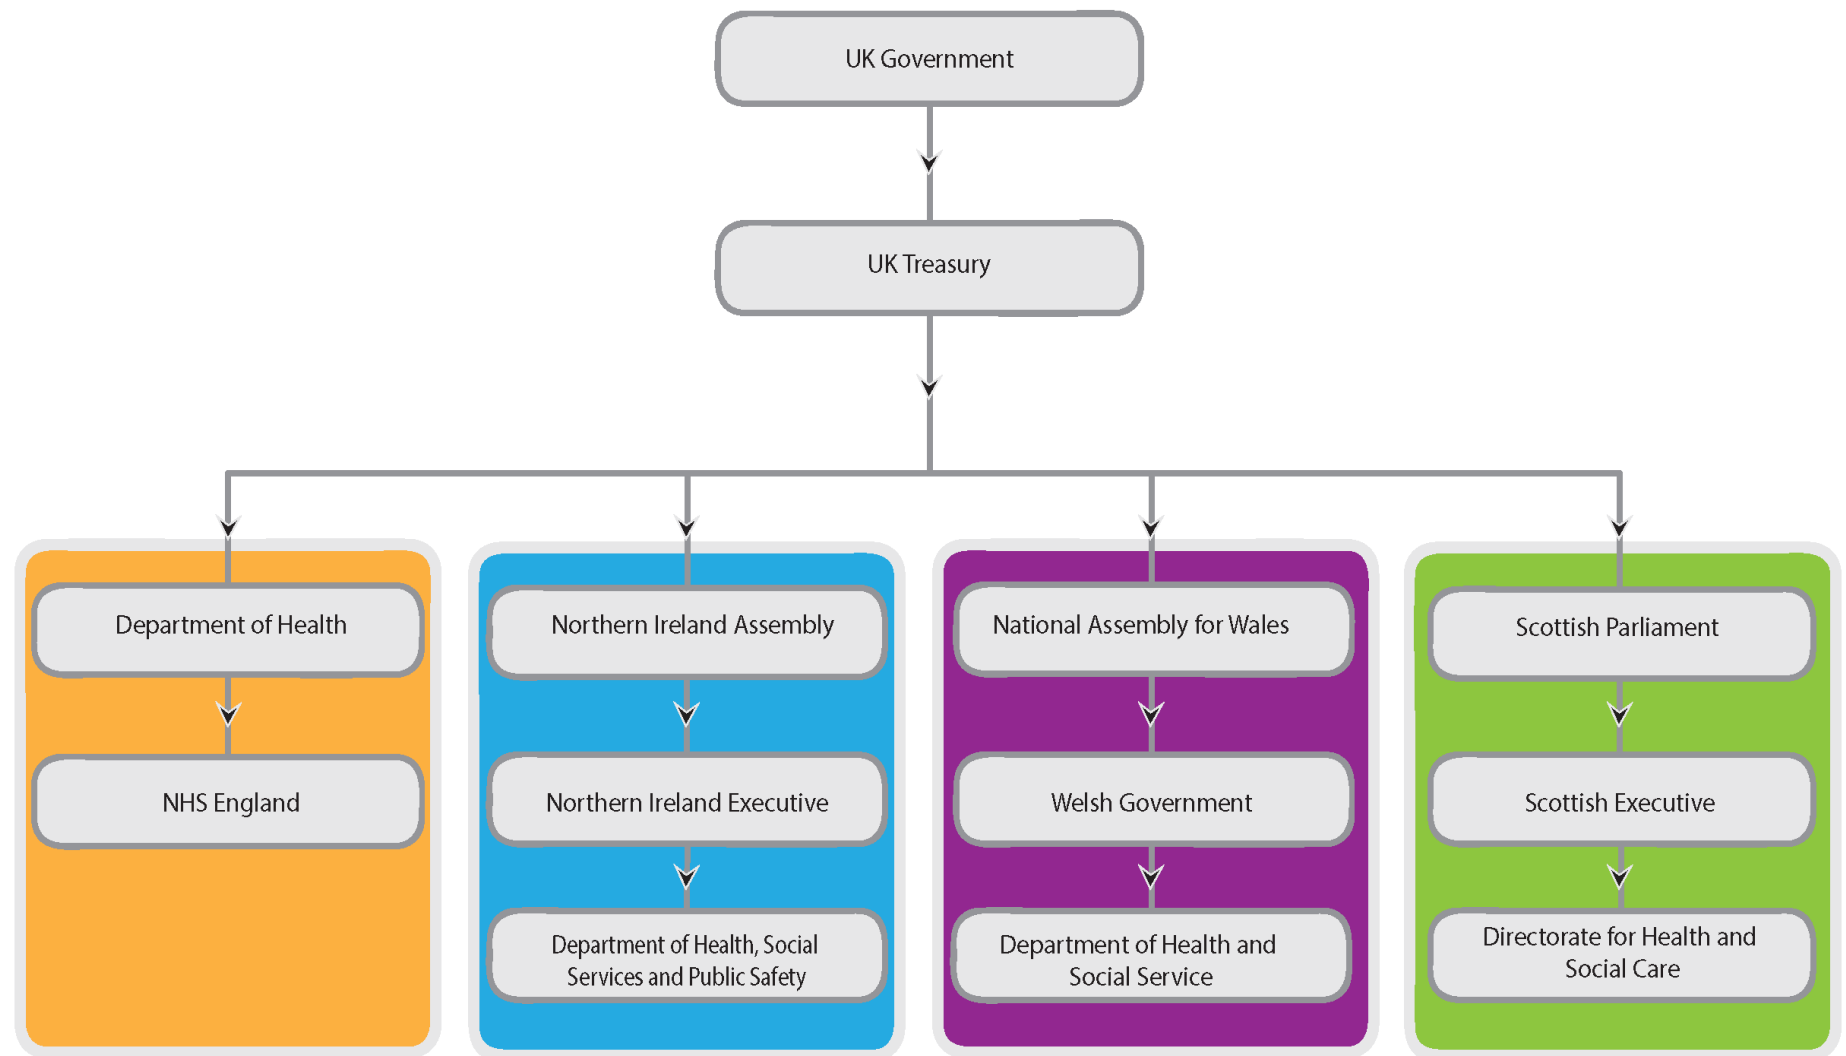 UK Government
UK Treasury
Department of Health
Northern Ireland Assembly
National Assembly for Wales
Scottish Parliament
NHS England
Northern Ireland Executive
Welsh Government
Scottish Executive
Department of Health, Social
Services and Public Safety
Department of Health and
Social Service
Directorate for Health and
Social Care